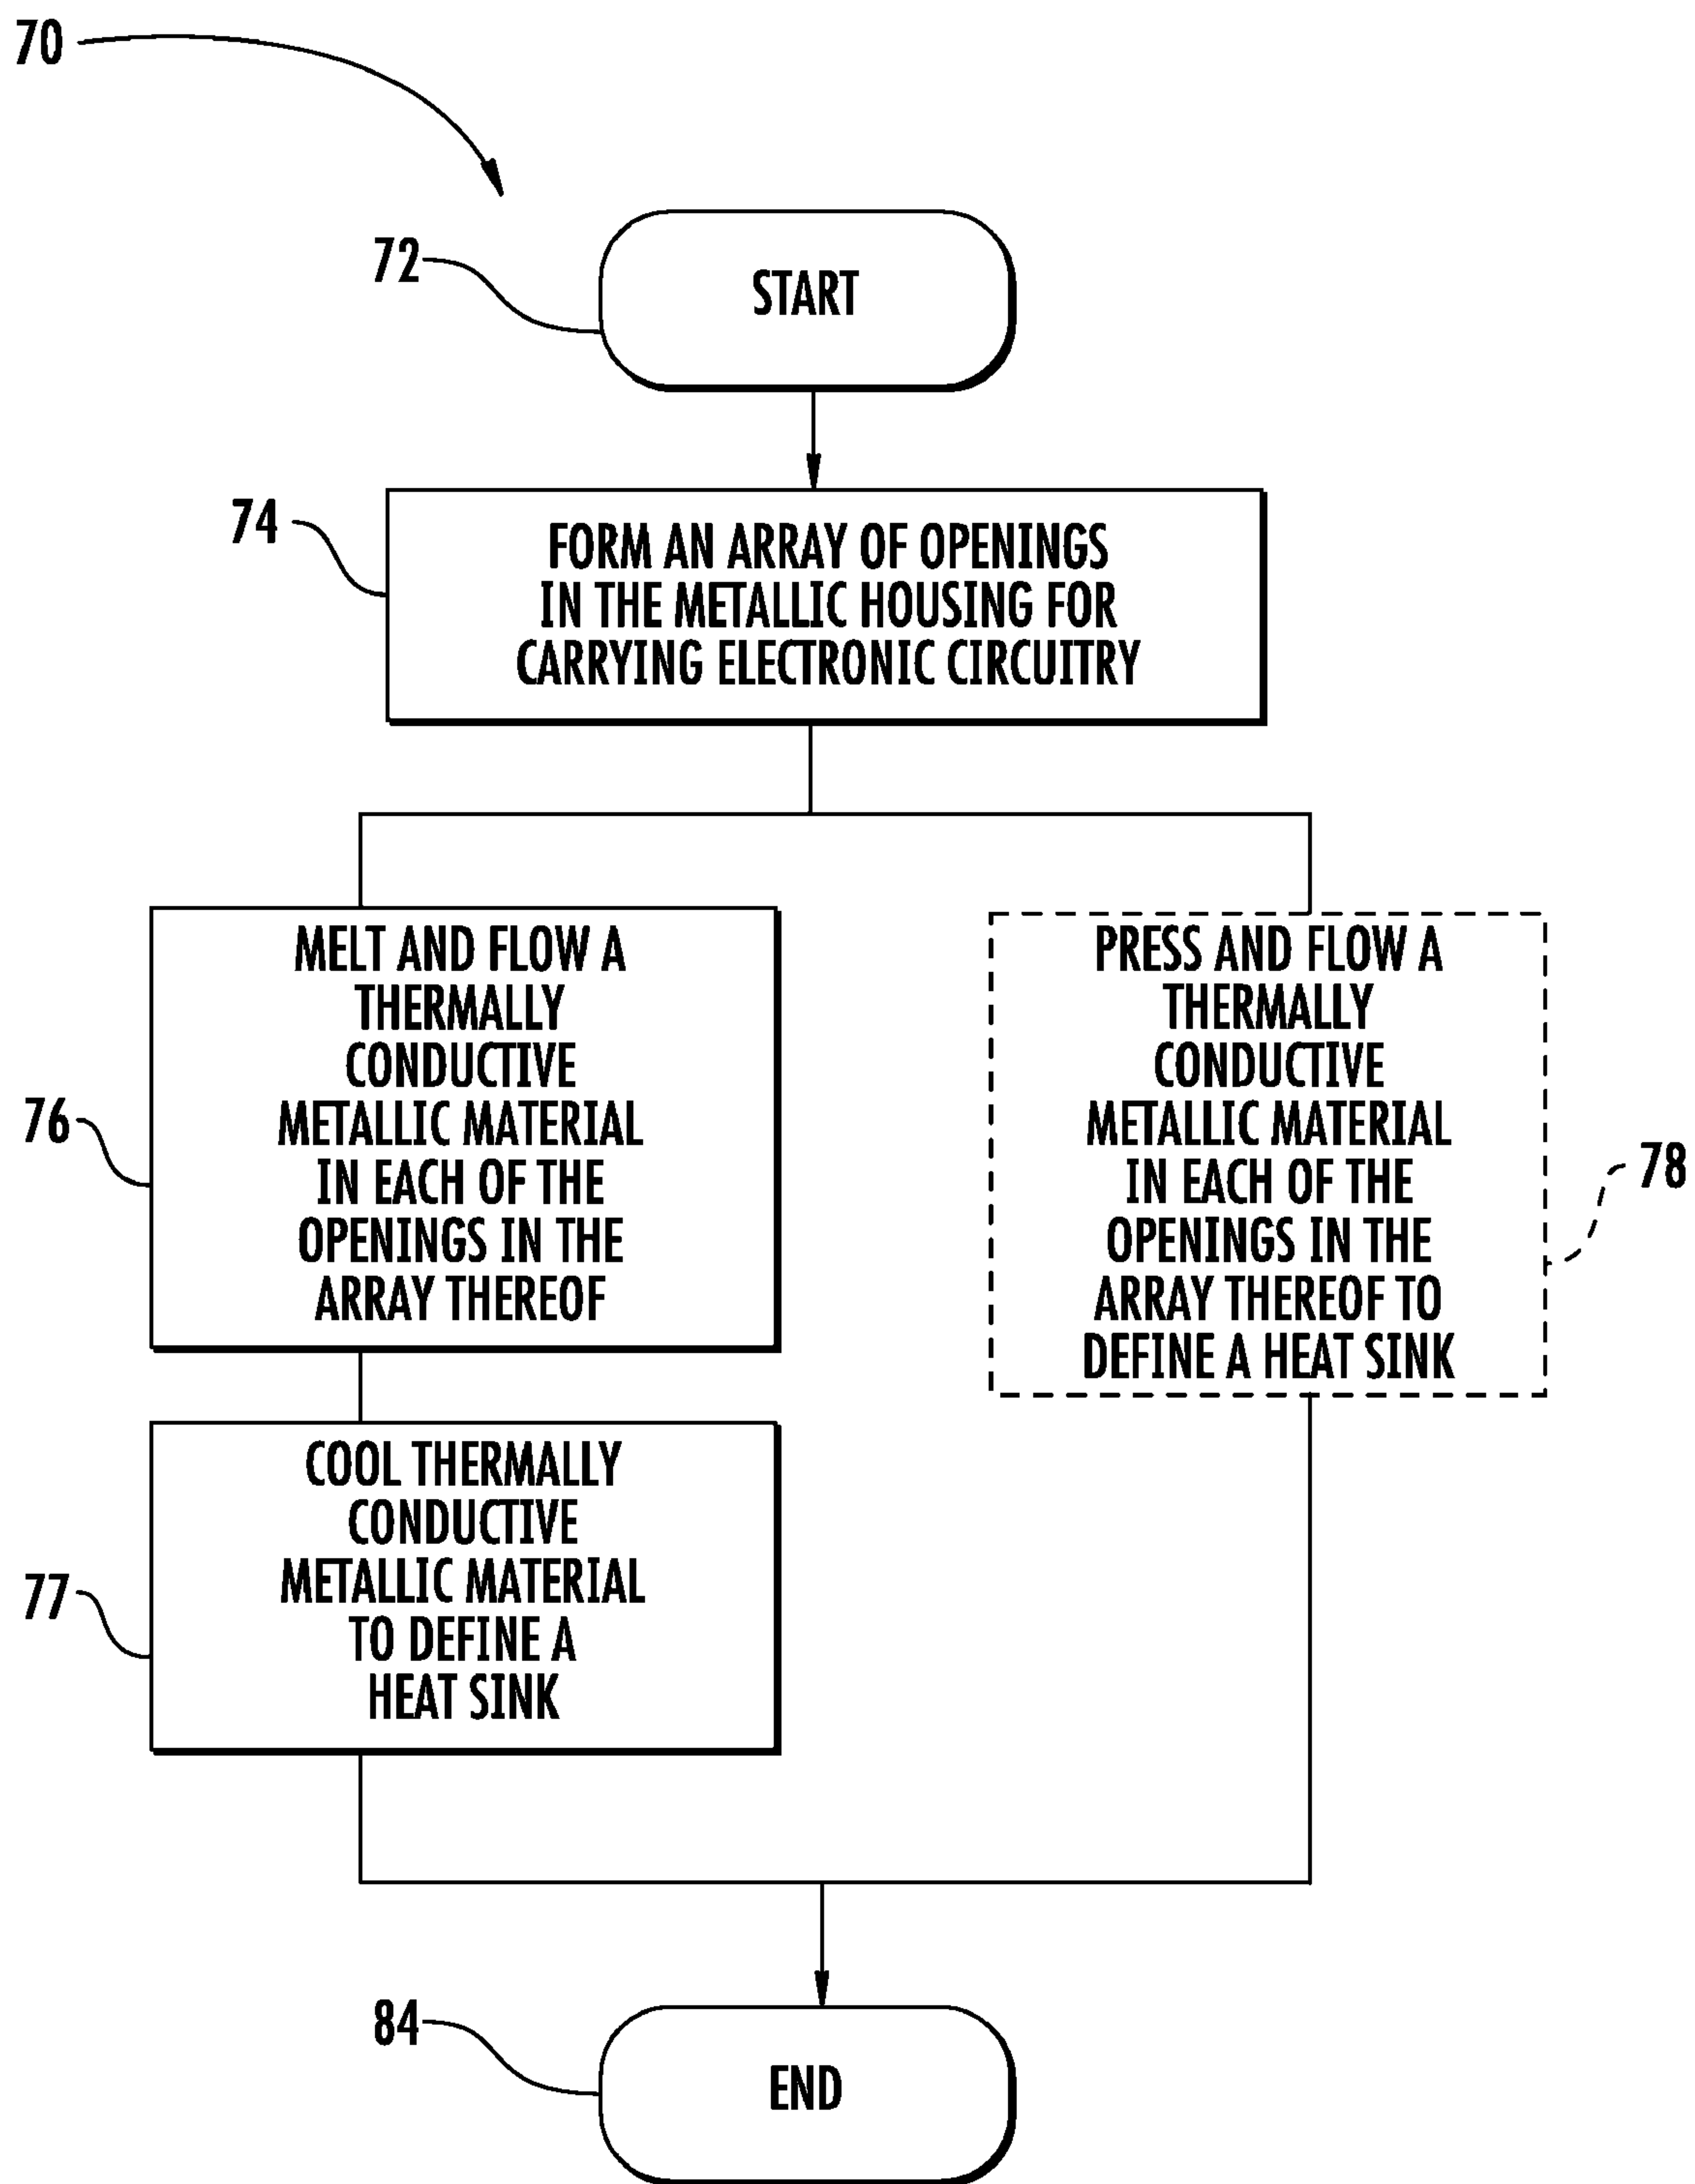 70
72
START
74
FORM AN ARRAY OF OPENINGS
IN THE METALLIC HOUSING FOR
CARRYING ELECTRONIC CIRCUITRY
76
MELT AND FLOW A
THERMALLY
CONDUCTIVE
METALLIC MATERIAL
IN EACH OF THE
OPENINGS IN THE
ARRAY THEREOF
PRESS AND FLOW A
THERMALLY
CONDUCTIVE
METALLIC MATERIAL
IN EACH OF THE
OPENINGS IN THE
ARRAY THEREOF TO
DEFINE A HEAT SINK
78
77
COOL THERMALLY
CONDUCTIVE
METALLIC MATERIAL
TO DEFINE A
HEAT SINK
84
END